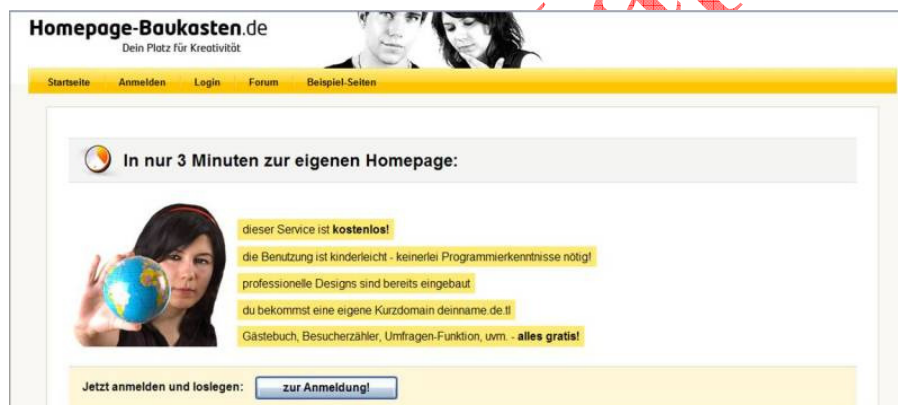 Homepage-Baukasten.de
Dein Platz für Kreativität
Startseite Anmelden Login Forum Beispiel-Seiten
In nur 3 Minuten zur eigenen Homepage:
dieser Service ist kostenlos!
die Benutzung ist kinderleicht - keinerlei Programmierkenntnisse nötig!
professionelle Designs sind bereits eingebaut
du bekommst eine eigene Kurzdomain deinname.de.tl
Gästebuch, Besucherzähler, Umfragen-Funktion, uvm. - alles gratis!
Jetzt anmelden und loslegen: zur Anmeldung!